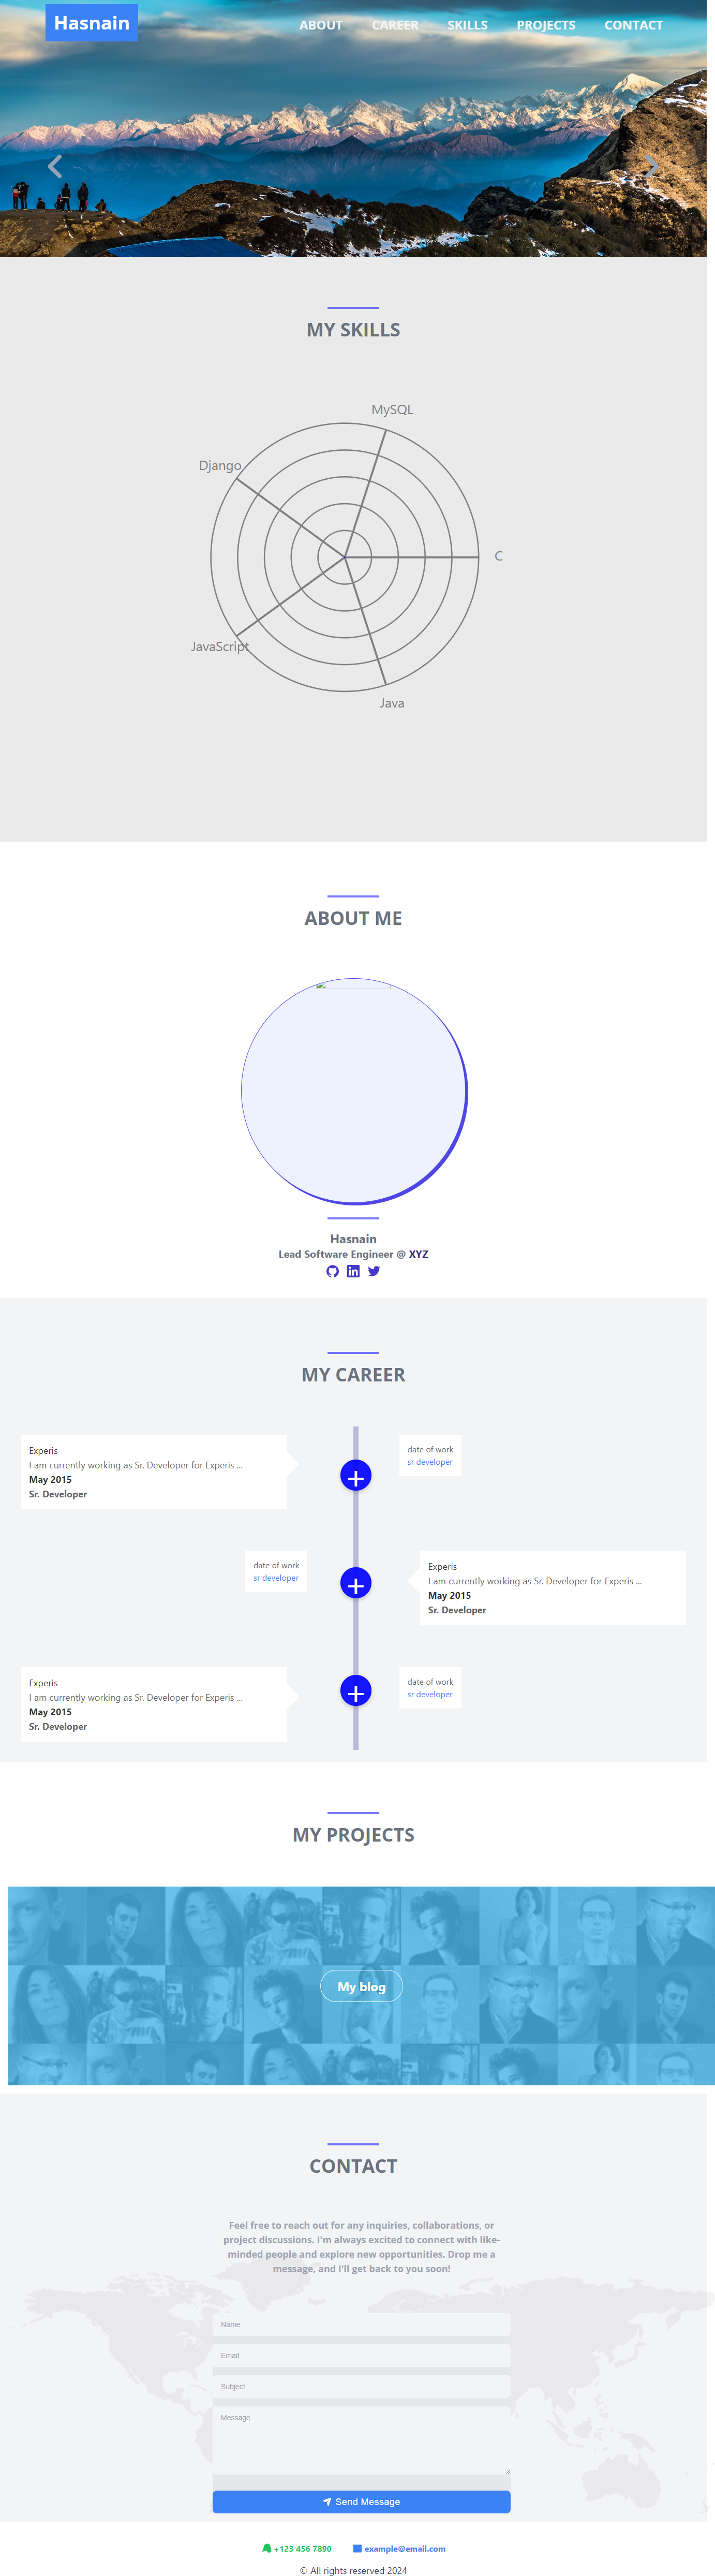 Hasnain
ABOUT CAREER SKILLS PROJECTS CONTACT
MY SKILLS
MySQL
Django
C
JavaScript
Java
ABOUT ME
Hasnain
Lead Software Engineer @ XYZ
MY CAREER
Experis
I am currently working as Sr. Developer for Experis ...
May 2015
Sr. Developer
date of work
sr developer
date of work
sr developer
Experis
I am currently working as Sr. Developer for Experis ...
May 2015
Sr. Developer
Experis
I am currently working as Sr. Developer for Experis ...
May 2015
Sr. Developer
date of work
sr developer
MY PROJECTS
My blog
CONTACT
Feel free to reach out for any inquiries, collaborations, or
project discussions. I'm always excited to connect with like-
minded people and explore new opportunities. Drop me a
message, and I'll get back to you soon!
Name
Email
Subject
Message
Send Message
+123 456 7890 example@email.com
© All rights reserved 2024